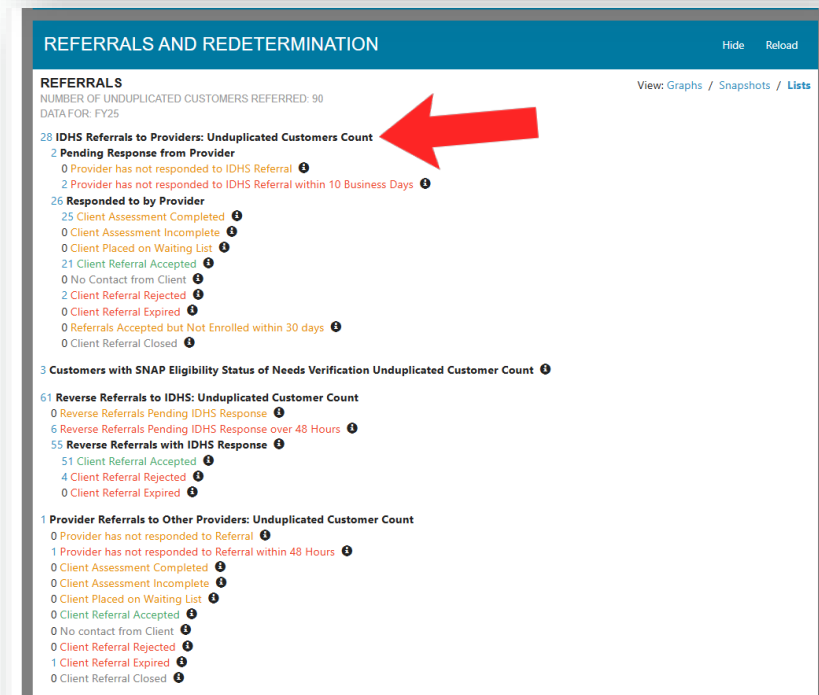 REFERRALS AND REDETERMINATION
Hide Reload
REFERRALS
View: Graphs / Snapshots / Lists
NUMBER OF UNDUPLICATED CUSTOMERS REFERRED: 90
DATA FOR: FY25
28 IDHS Referrals to Providers: Unduplicated Customers Count
2 Pending Response from Provider
0 Provider has not responded to IDHS Referral
2 Provider has not responded to IDHS Referral within 10 Business Days
26 Responded to by Provider
25 Client Assessment Completed
0 Client Assessment Incomplete
0 Client Placed on Waiting List
21 Client Referral Accepted
0 No Contact from Client
2 Client Referral Rejected
0 Client Referral Expired
0 Referrals Accepted but Not Enrolled within 30 days
0 Client Referral Closed
3 Customers with SNAP Eligibility Status of Needs Verification Unduplicated Customer Count
61 Reverse Referrals to IDHS: Unduplicated Customer Count
0 Reverse Referrals Pending IDHS Response
6 Reverse Referrals Pending IDHS Response over 48 Hours
55 Reverse Referrals with IDHS Response
51 Client Referral Accepted
4 Client Referral Rejected
0 Client Referral Expired
1 Provider Referrals to Other Providers: Unduplicated Customer Count
0 Provider has not responded to Referral
1 Provider has not responded to Referral within 48 Hours
0 Client Assessment Completed
0 Client Assessment Incomplete
0 Client Placed on Waiting List
0 Client Referral Accepted
0 No contact from Client
0 Client Referral Rejected
1 Client Referral Expired
0 Client Referral Closed